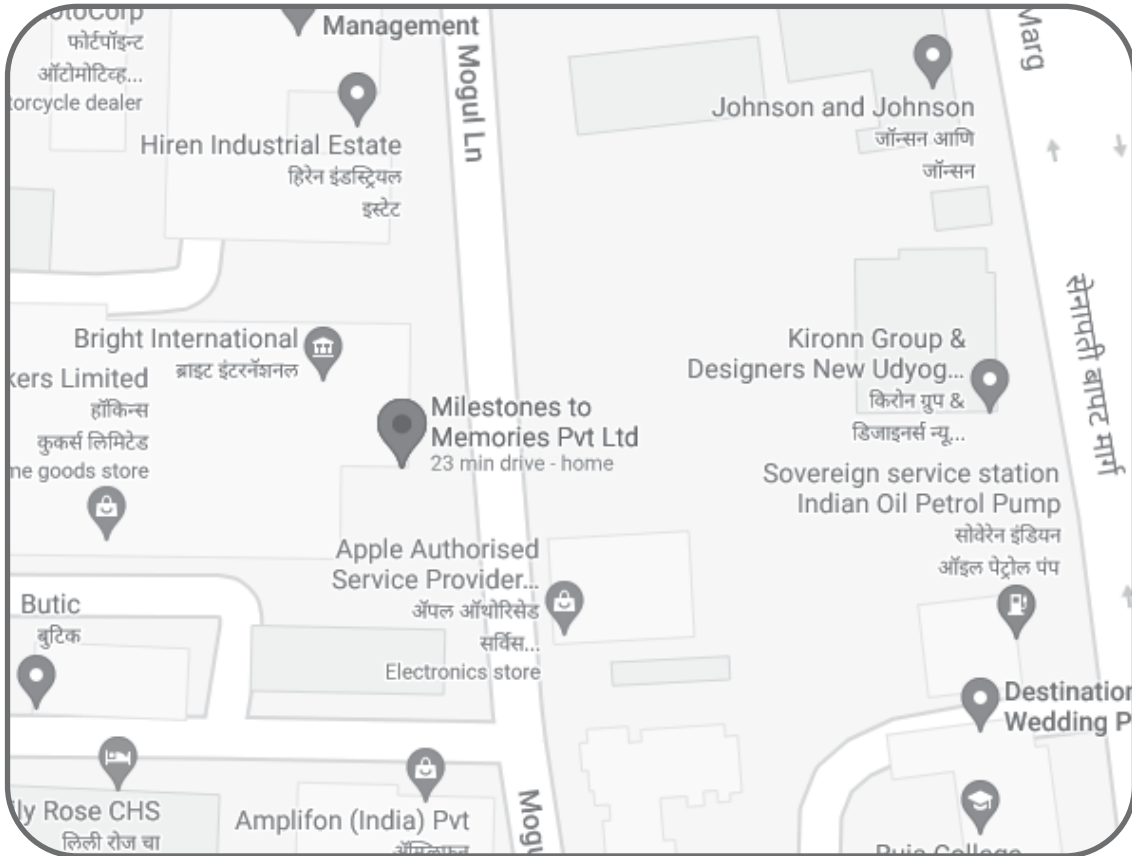 otoCorp
फोर्टपॉइन्ट
ऑटोमोटिव्ह...
torcycle dealer
Management
Hiren Industrial Estate
हिरेन इंडस्ट्रियल
इस्टेट
Mogul Ln
Johnson and Johnson
जॉन्सन आणि
जॉन्सन
Marg
सेनापती बापट मार्ग
Bright International
ब्राइट इंटरनॅशनल
kers Limited
हॉकिन्स
कुकर्स लिमिटेड
ne goods store
Milestones to
Memories Pvt Ltd
23 min drive - home
Kironn Group &
Designers New Udyog...
किरोन ग्रुप &
डिजाइनर्स न्यू...
Sovereign service station
Indian Oil Petrol Pump
सोवेरेन इंडियन
ऑइल पेट्रोल पंप
Apple Authorised
Service Provider...
ॲपल ऑथोरिसेड
सर्विस...
Electronics store
Butic
बुटिक
Destination
Wedding P
ly Rose CHS
लिली रोज चा
Amplifon (India) Pvt
Mogu